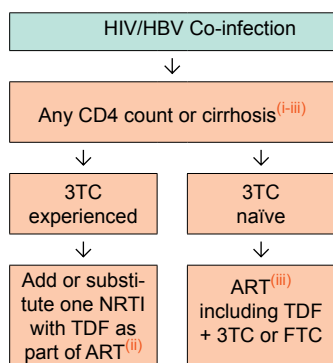 HIV/HBV Co-infection
Any CD4 count or cirrhosis(i-iii)
3TC
experienced
3TC
naïve
Add or substi-
tute one NRTI
with TDF as
part of ART(ii)
ART(iii)
including TDF
+ 3TC or FTC